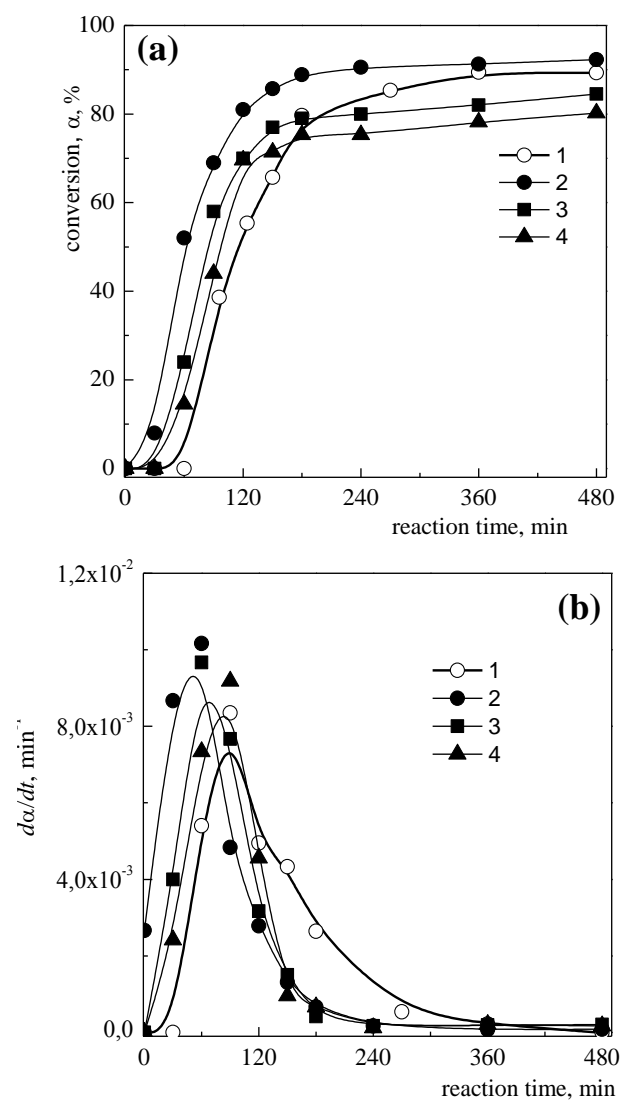 (a)
100
80
60
40
20
0
conversion, α, %
1
2
3
4
0 120 240 360 480
reaction time, min
(b)
1,2x10⁻²
8,0x10⁻³
4,0x10⁻³
0,0
dα/dt, min⁻¹
1
2
3
4
0 120 240 360 480
reaction time, min